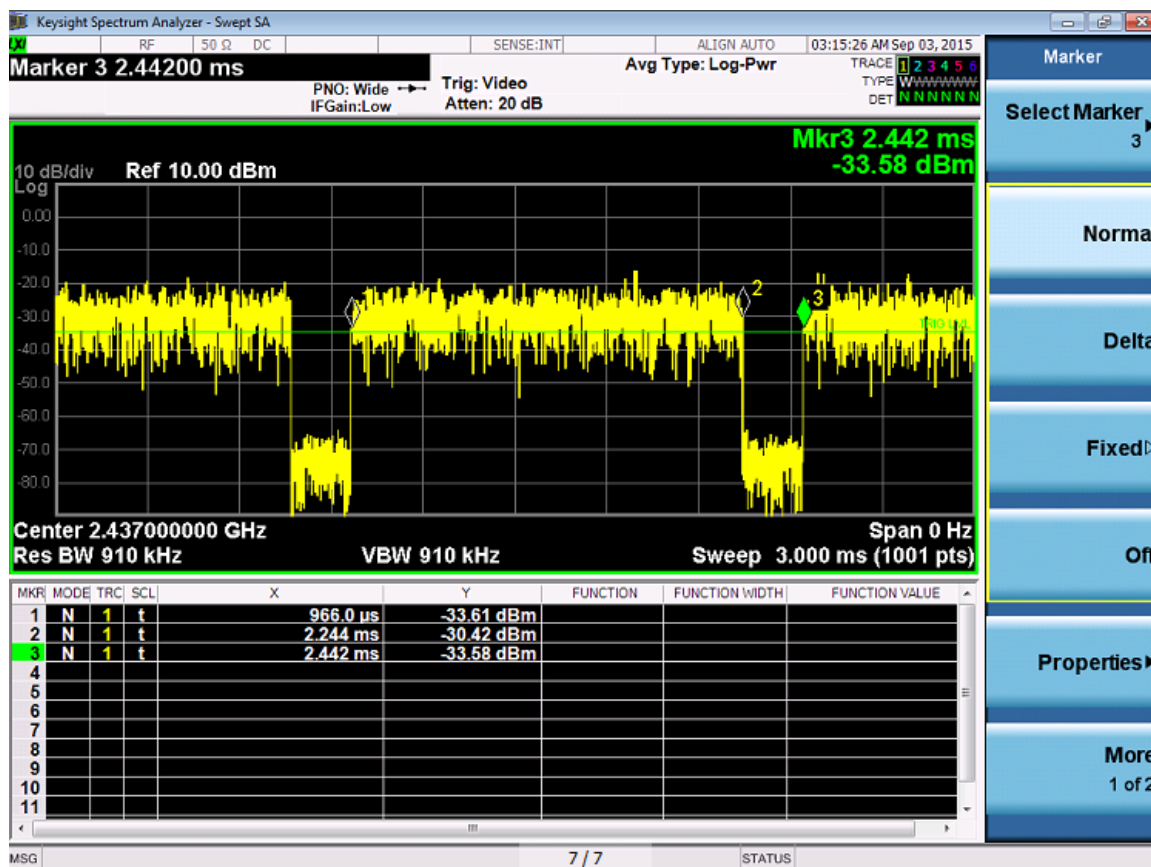 Keysight Spectrum Analyzer - Swept SA
LXI RF 50 Ω DC SENSE:INT ALIGN AUTO 03:15:26 AM Sep 03, 2015
Marker 3 2.44200 ms
PNO: Wide
IFGain:Low
Trig: Video
Atten: 20 dB
Avg Type: Log-Pwr
TRACE 1 2 3 4 5 6
TYPE WWWWWW
DET N N N N N N
Mkr3 2.442 ms
-33.58 dBm
10 dB/div Ref 10.00 dBm
Log
0.00
-10.0
-20.0
-30.0
-40.0
-50.0
-60.0
-70.0
-80.0
2
3
TRIG LVL
Center 2.437000000 GHz Span 0 Hz
Res BW 910 kHz VBW 910 kHz Sweep 3.000 ms (1001 pts)
MKR MODE TRC SCL X Y FUNCTION FUNCTION WIDTH FUNCTION VALUE
1 N 1 t 966.0 µs -33.61 dBm
2 N 1 t 2.244 ms -30.42 dBm
3 N 1 t 2.442 ms -33.58 dBm
4
5
6
7
8
9
10
11
MSG 7 / 7 STATUS
Marker
Select Marker
3
Norma
Delta
Fixed
Off
Properties
More
1 of 2